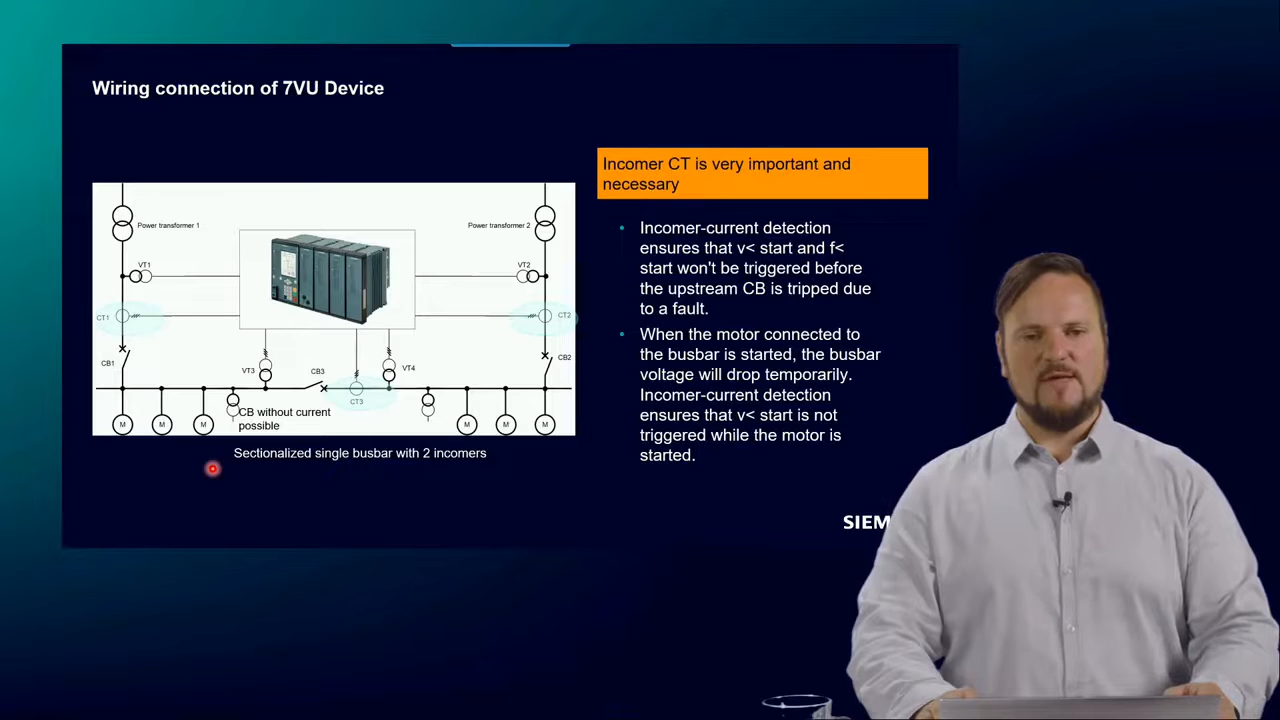 Wiring connection of 7VU Device
Incomer CT is very important and
necessary
Power transformer 1
Power transformer 2
VT1
VT2
CT1
CT2
CB1
CB2
VT3
CB3
VT4
CT3
CB without current
possible
M
M
M
M
M
M
Sectionalized single busbar with 2 incomers
• Incomer-current detection
ensures that v< start and f<
start won't be triggered before
the upstream CB is tripped due
to a fault.
• When the motor connected to
the busbar is started, the busbar
voltage will drop temporarily.
Incomer-current detection
ensures that v< start is not
triggered while the motor is
started.
SIEM